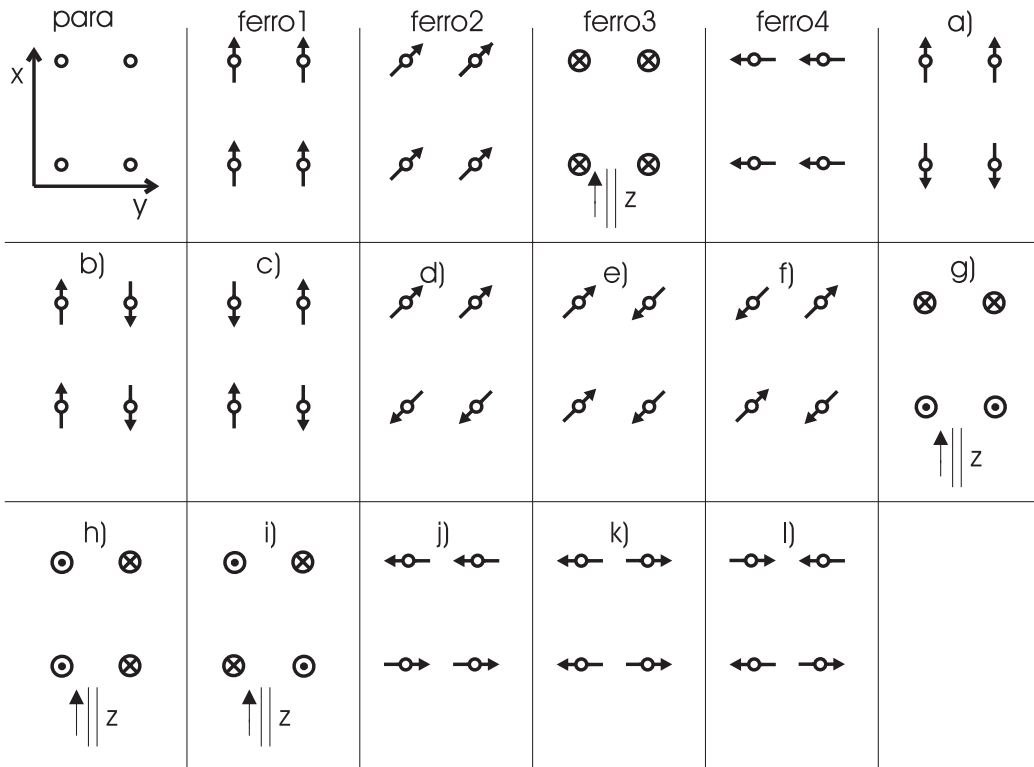 para ferro1 ferro2 ferro3 ferro4 a)
x
y
z
b) c) d) e) f) g)
z
h) i) j) k) l)
z z